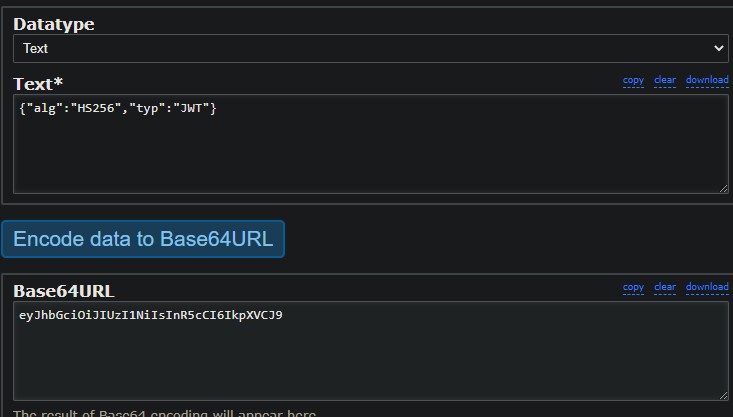 Datatype
Text
Text*
copy clear download
{"alg":"HS256","typ":"JWT"}
Encode data to Base64URL
Base64URL
copy clear download
eyJhbGciOiJIUzI1NiIsInR5cCI6IkpXVCJ9
The result of Base64 encoding will appear here